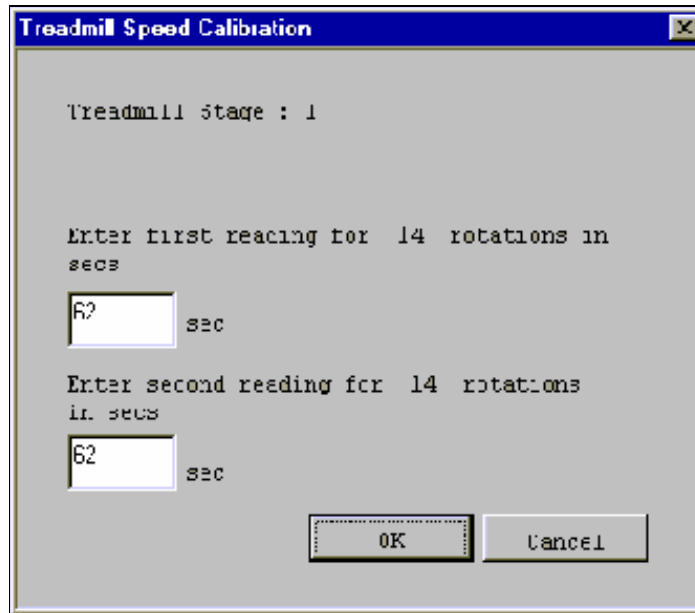 Treadmill Speed Calibration
Treadmill Stage : 1
Enter first reading for 14 rotations in
secs
62
sec
Enter second reading for 14 rotations
in secs
62
sec
OK
Cancel